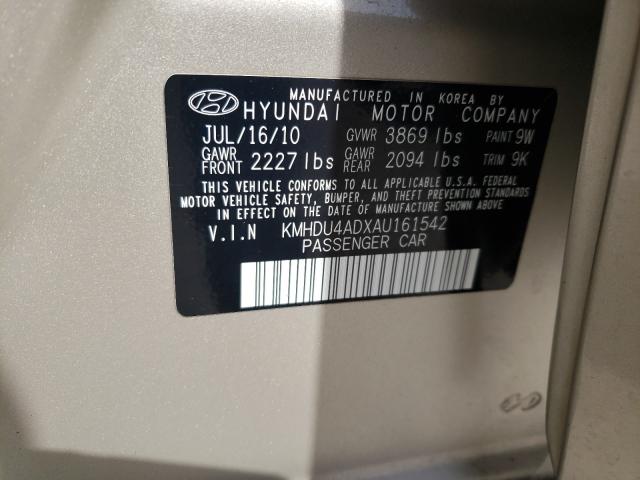 MANUFACTURED IN KOREA BY
HYUNDAI MOTOR COMPANY
JUL/16/10 GVWR 3869 lbs PAINT 9W
GAWR FRONT 2227 lbs GAWR REAR 2094 lbs TRIM 9K
THIS VEHICLE CONFORMS TO ALL APPLICABLE U.S.A. FEDERAL
MOTOR VEHICLE SAFETY, BUMPER, AND THEFT PREVENTION STANDARDS
IN EFFECT ON THE DATE OF MANUFACTURE SHOWN ABOVE.
V.I.N KMHDU4ADXAU161542
PASSENGER CAR